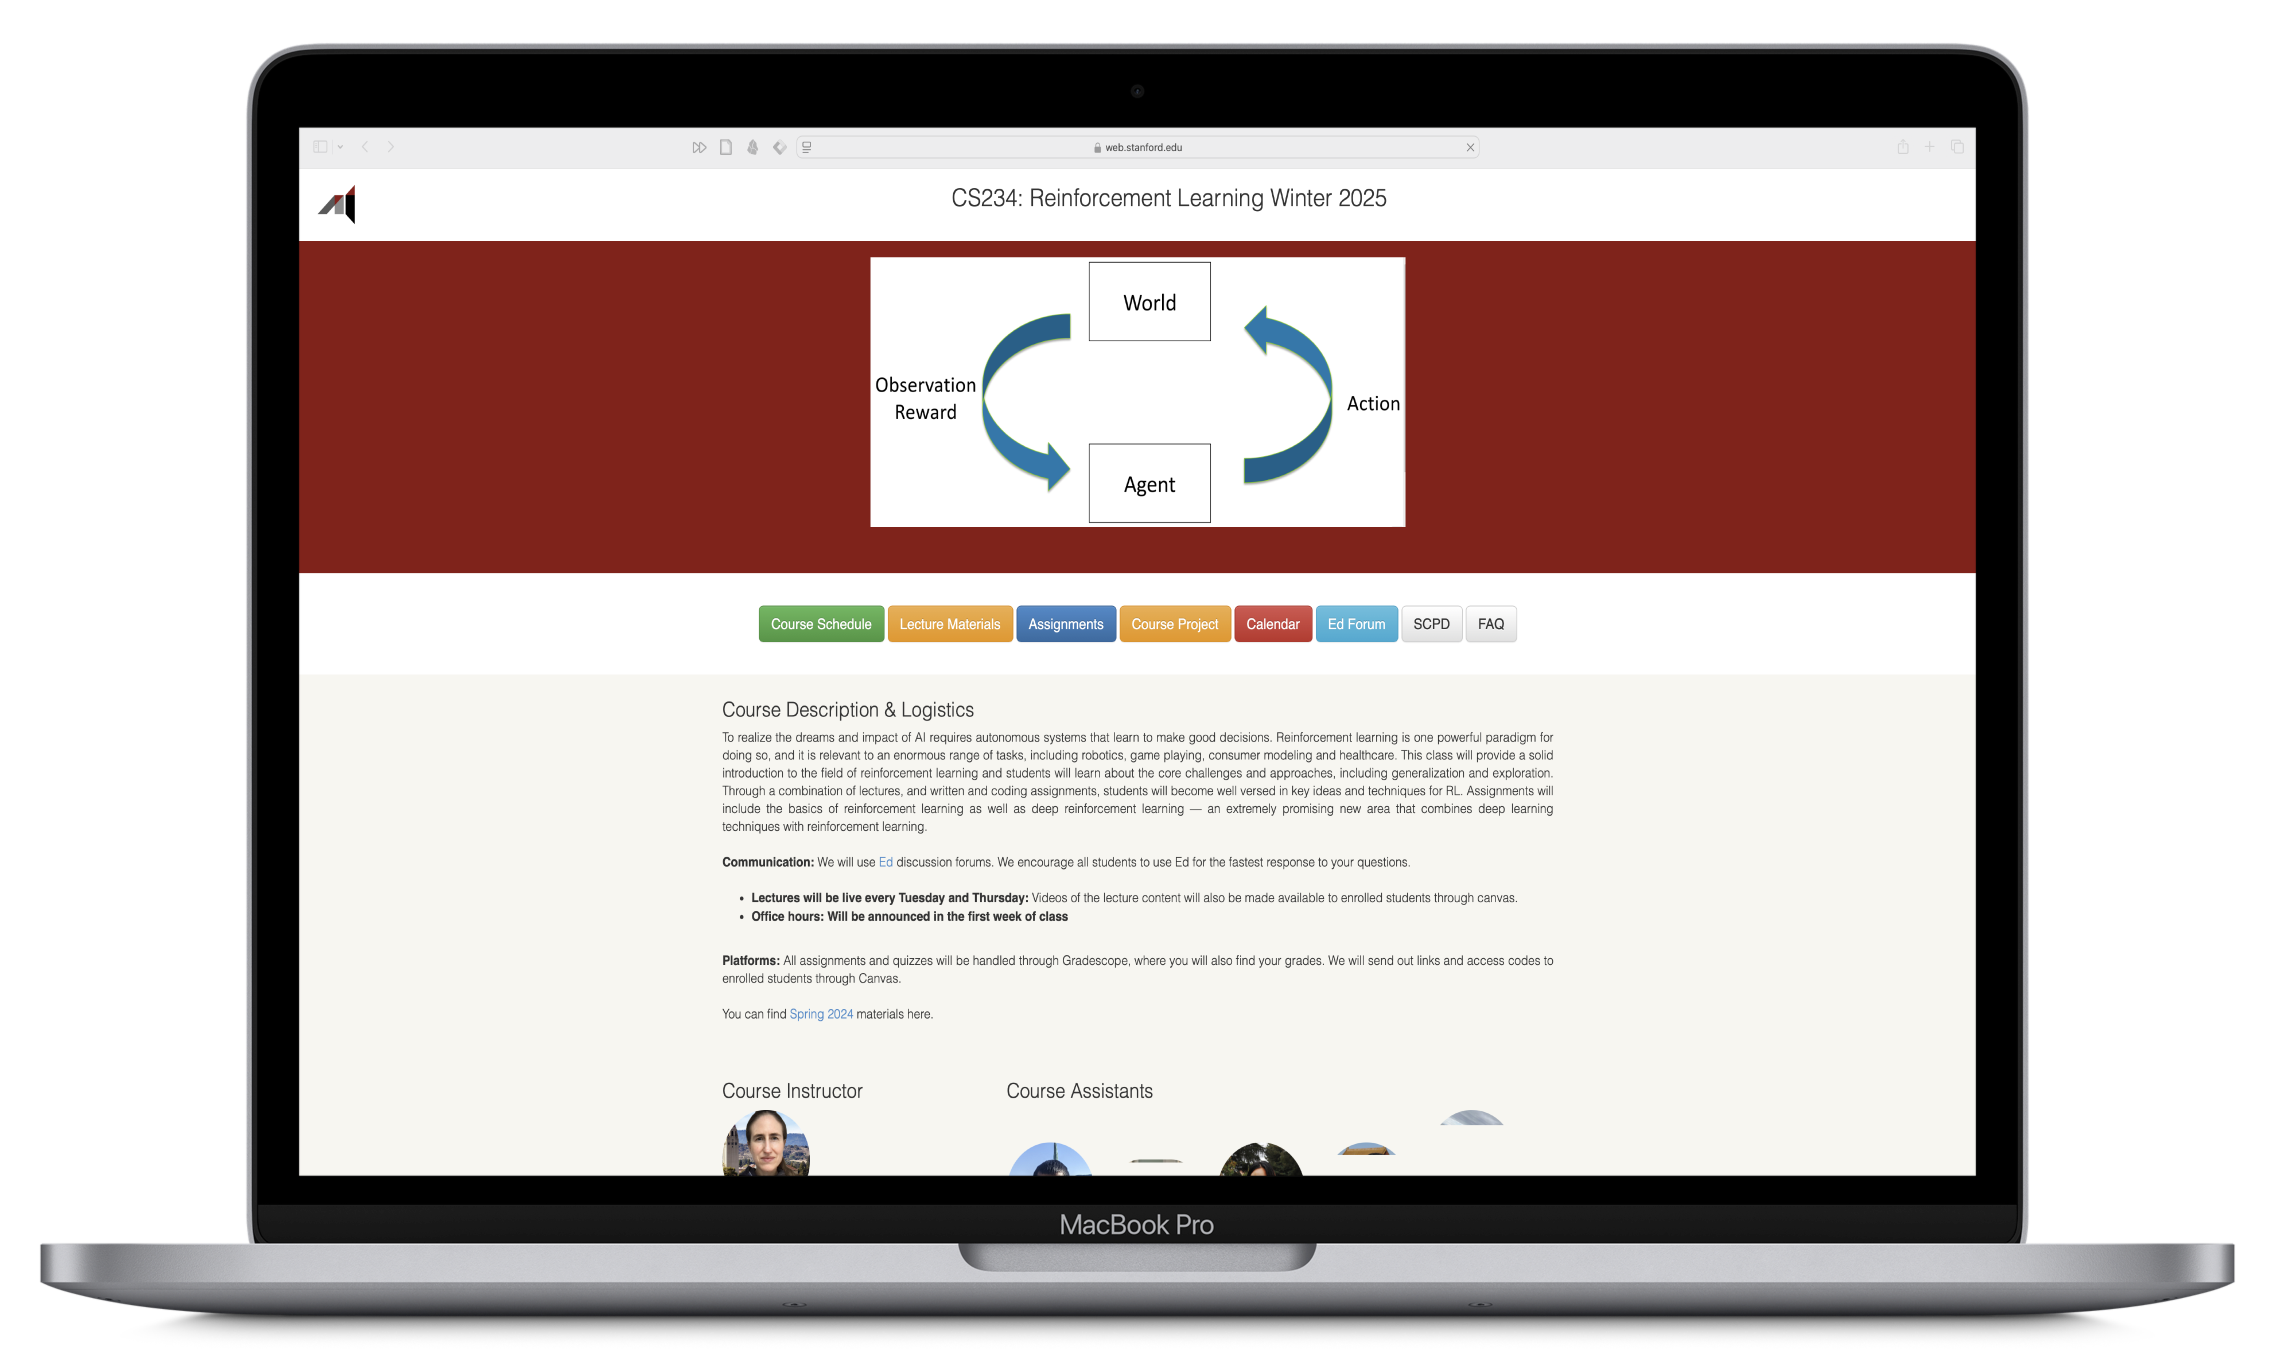 web.stanford.edu
CS234: Reinforcement Learning Winter 2025
World
Observation
Reward
Action
Agent
Course Schedule
Lecture Materials
Assignments
Course Project
Calendar
Ed Forum
SCPD
FAQ
Course Description & Logistics
To realize the dreams and impact of AI requires autonomous systems that learn to make good decisions. Reinforcement learning is one powerful paradigm for
doing so, and it is relevant to an enormous range of tasks, including robotics, game playing, consumer modeling and healthcare. This class will provide a solid
introduction to the field of reinforcement learning and students will learn about the core challenges and approaches, including generalization and exploration.
Through a combination of lectures, and written and coding assignments, students will become well versed in key ideas and techniques for RL. Assignments will
include the basics of reinforcement learning as well as deep reinforcement learning — an extremely promising new area that combines deep learning
techniques with reinforcement learning.
Communication: We will use Ed discussion forums. We encourage all students to use Ed for the fastest response to your questions.
• Lectures will be live every Tuesday and Thursday: Videos of the lecture content will also be made available to enrolled students through canvas.
• Office hours: Will be announced in the first week of class
Platforms: All assignments and quizzes will be handled through Gradescope, where you will also find your grades. We will send out links and access codes to
enrolled students through Canvas.
You can find Spring 2024 materials here.
Course Instructor
Course Assistants
MacBook Pro